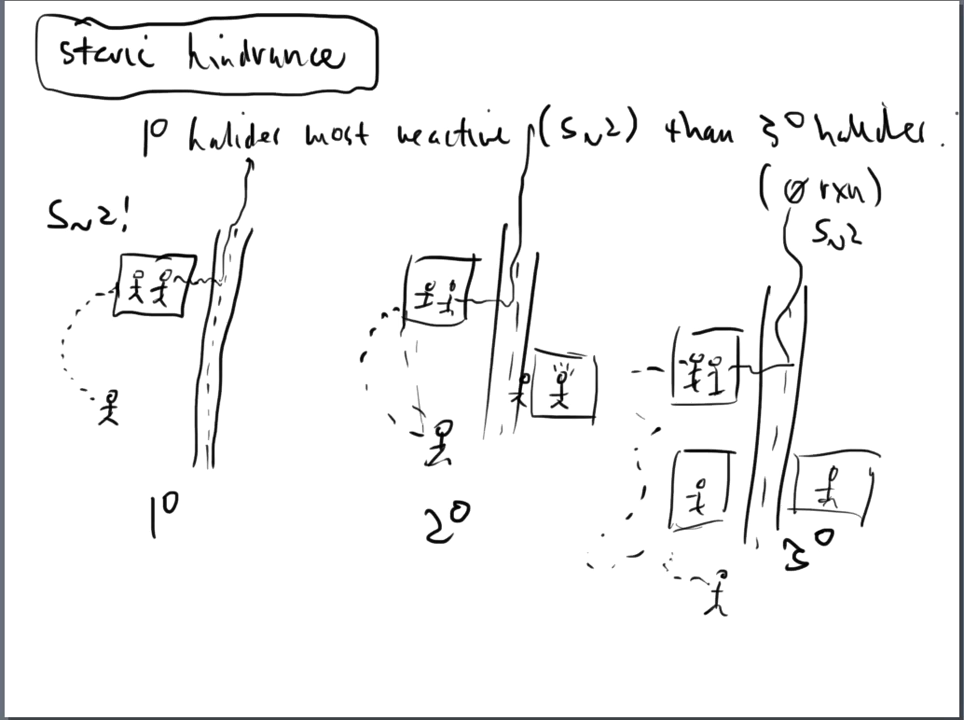 steric hindrance
1° halides most reactive (SN2) than 3° halides.
(∅ rxn)
SN2
SN2!
1°
2°
3°